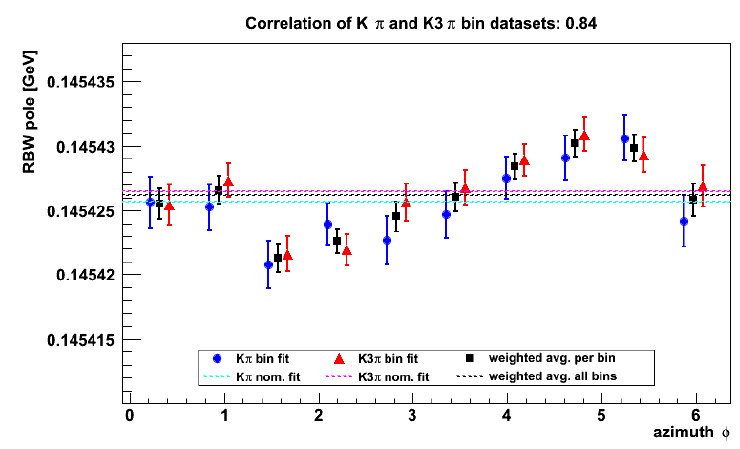 Correlation of K π and K3 π bin datasets: 0.84
RBW pole [GeV]
0.145435
0.14543
0.145425
0.14542
0.145415
Kπ bin fit K3π bin fit weighted avg. per bin
Kπ nom. fit K3π nom. fit weighted avg. all bins
0 1 2 3 4 5 6
azimuth ϕ